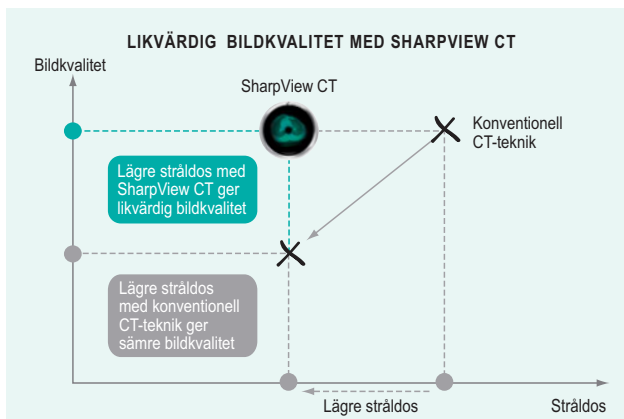 LIKVÄRDIG BILDKVALITET MED SHARPVIEW CT
Bildkvalitet
SharpView CT
Konventionell
CT-teknik
Lägre stråldos med
SharpView CT ger
likvärdig bildkvalitet
Lägre stråldos
med konventionell
CT-teknik ger
sämre bildkvalitet
Lägre stråldos
Stråldos